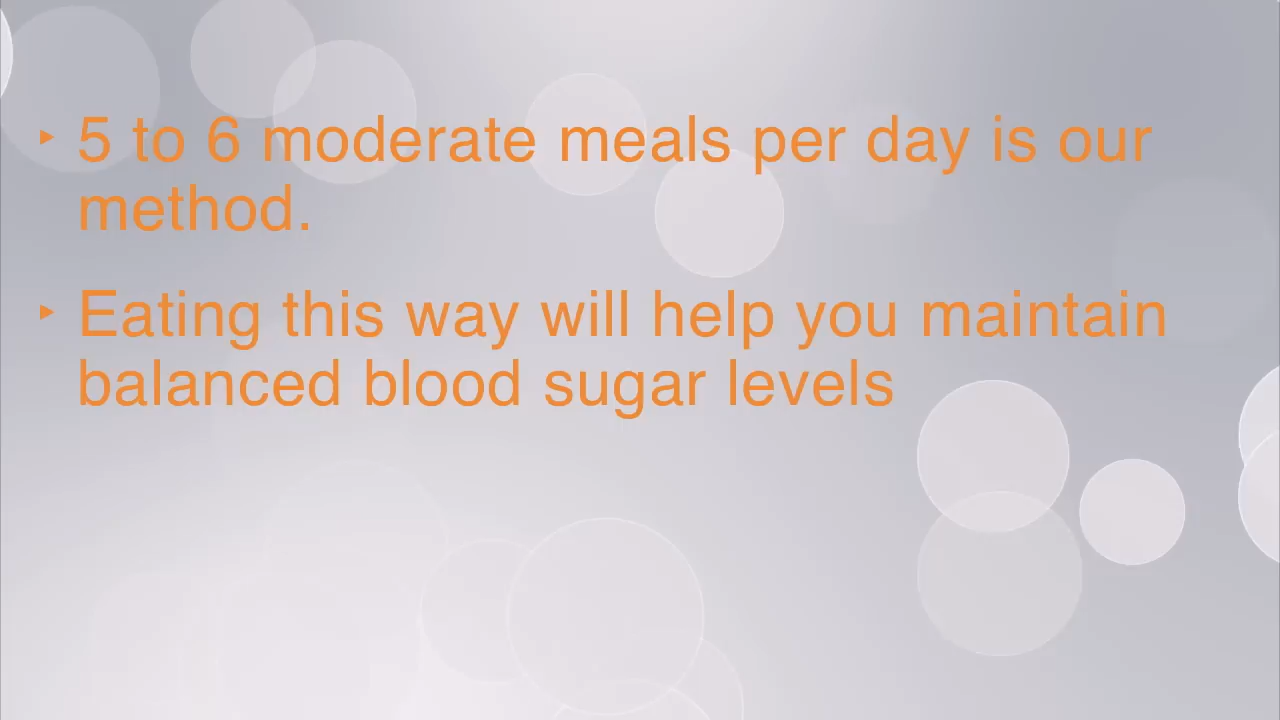 ‣ 5 to 6 moderate meals per day is our
method.
‣ Eating this way will help you maintain
balanced blood sugar levels